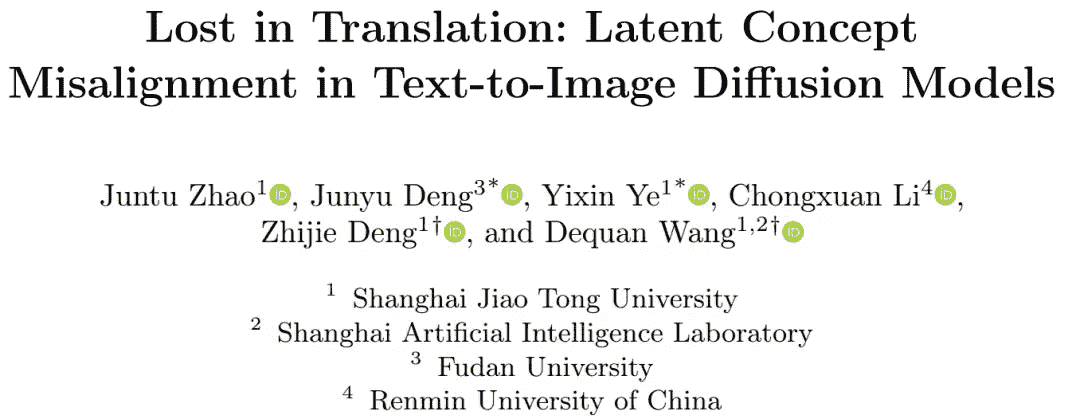 Lost in Translation: Latent Concept
Misalignment in Text-to-Image Diffusion Models
Juntu Zhao¹, Junyu Deng³*, Yixin Ye¹*, Chongxuan Li⁴,
Zhijie Deng¹†, and Dequan Wang¹,²†
¹ Shanghai Jiao Tong University
² Shanghai Artificial Intelligence Laboratory
³ Fudan University
⁴ Renmin University of China